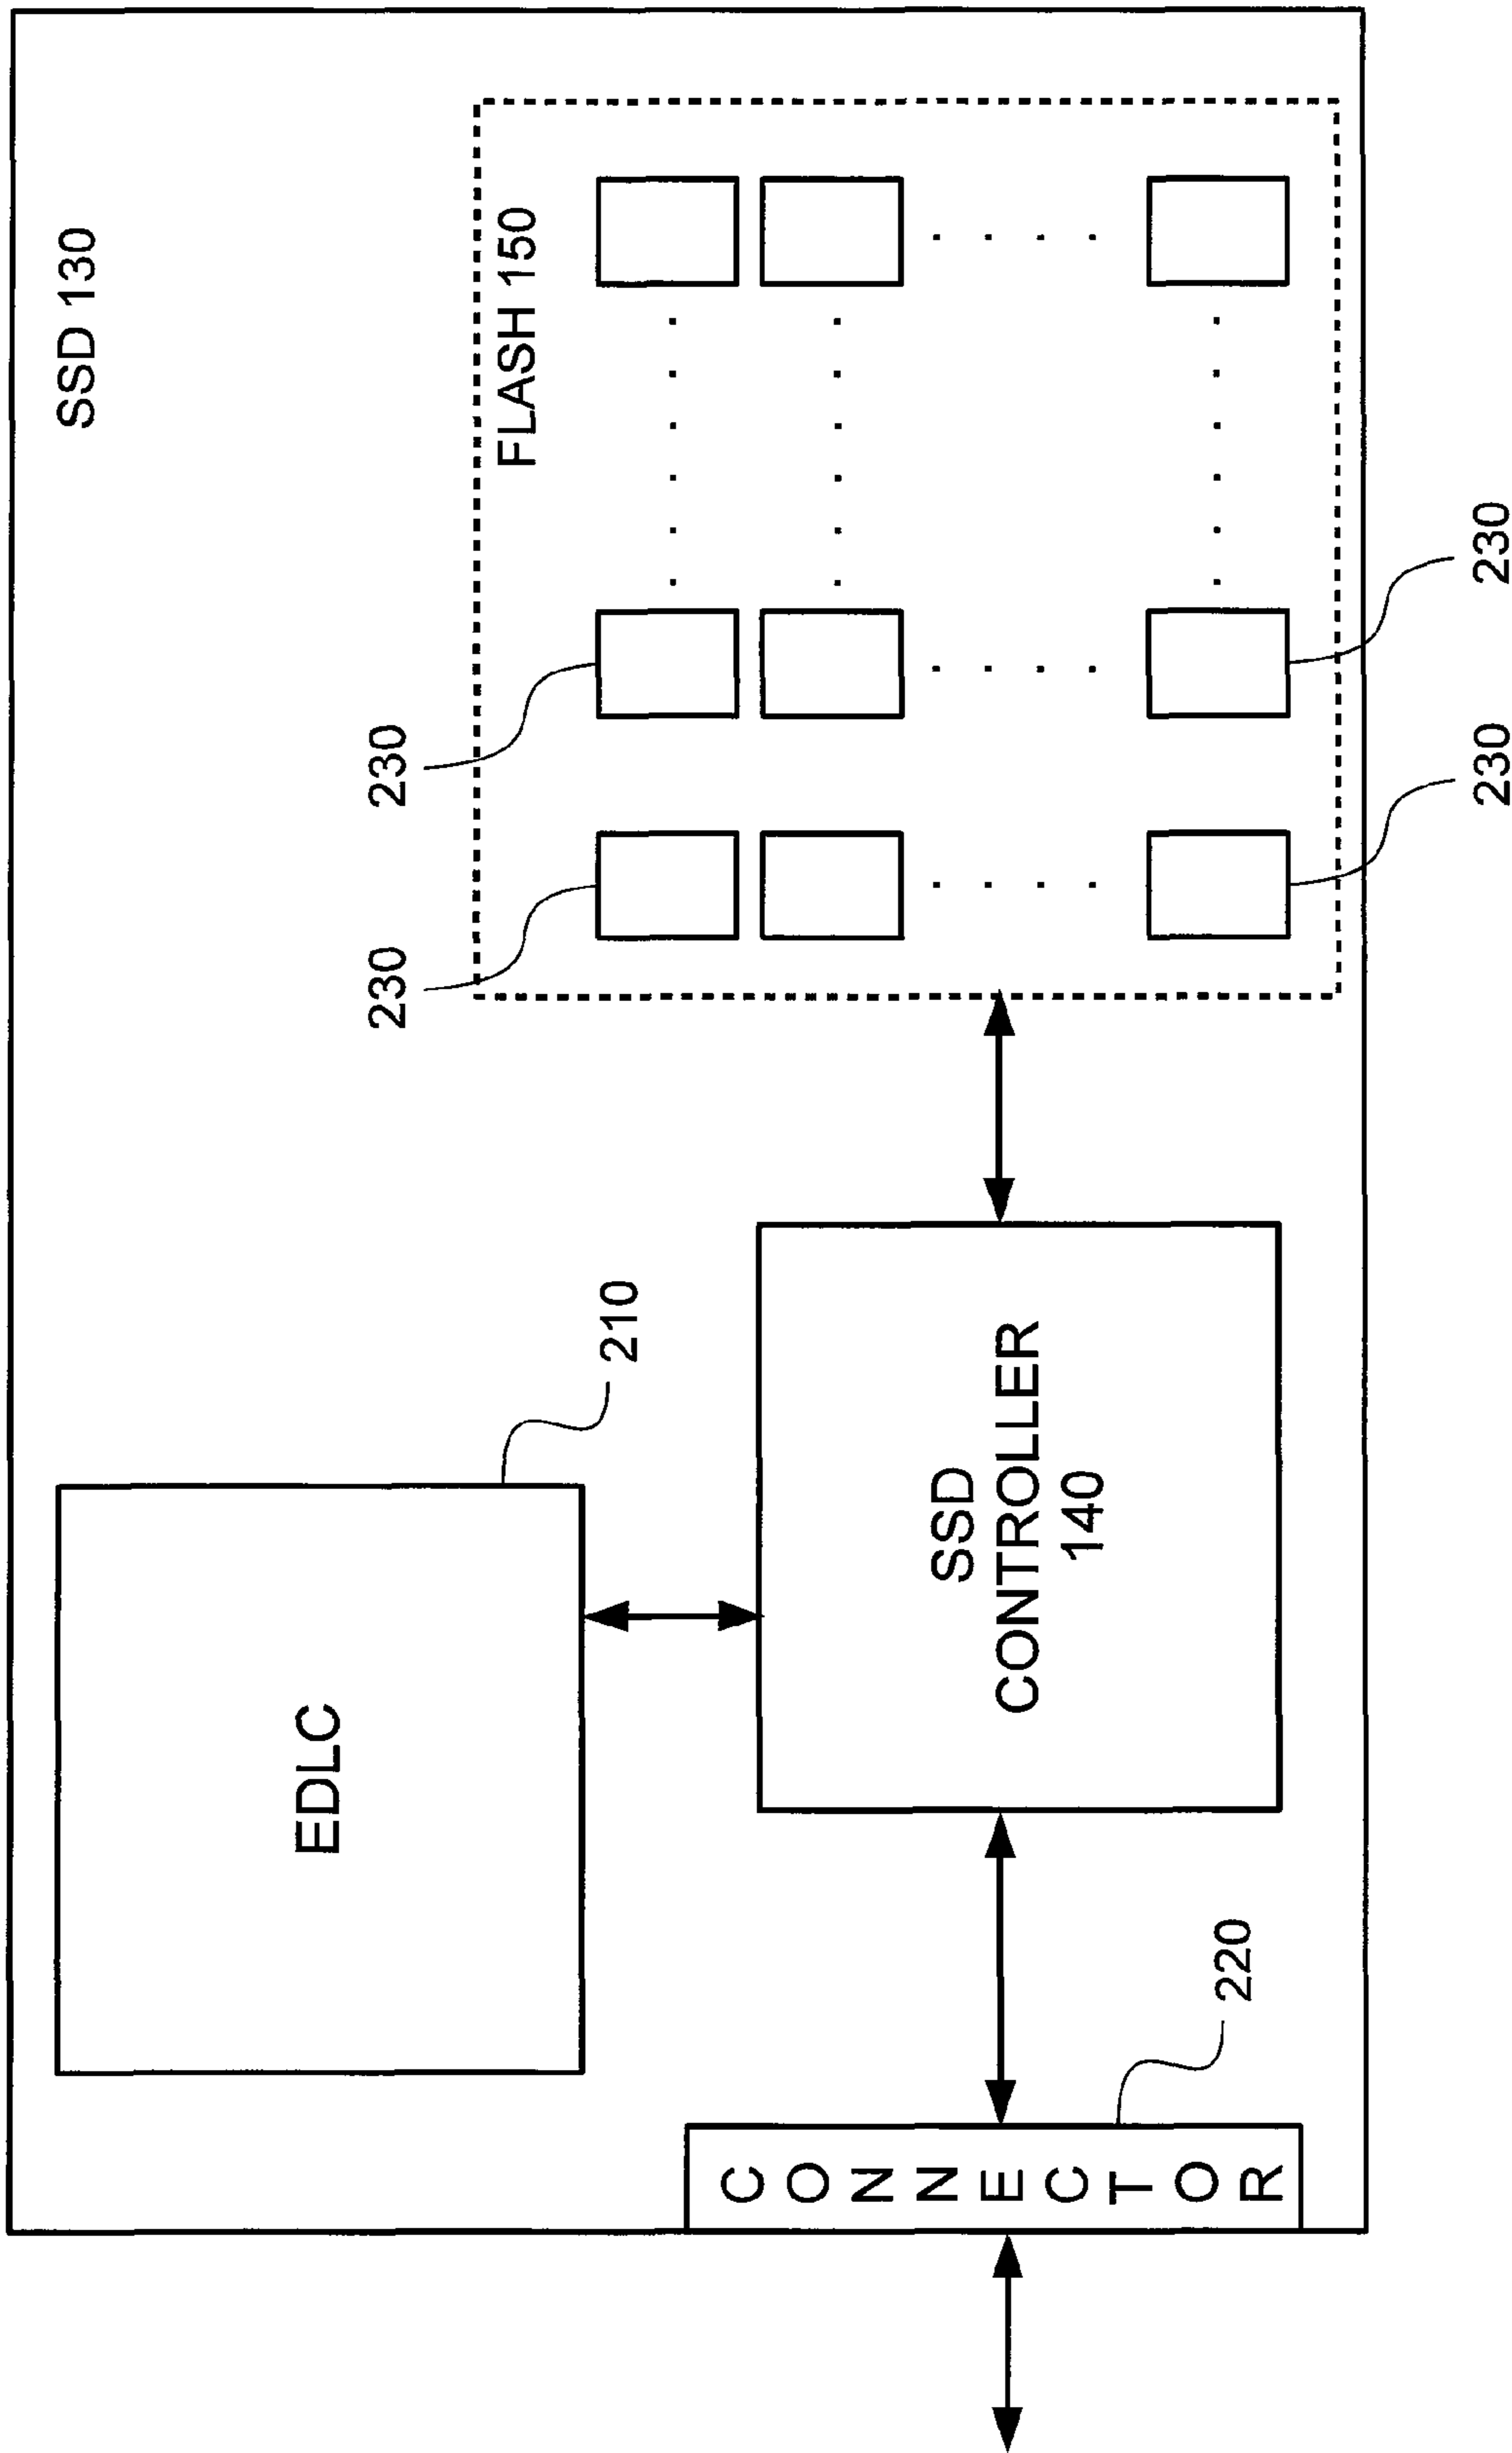 SSD 130
FLASH 150
230
230
EDLC
210
SSD
CONTROLLER
140
CONNECTOR
220
230
230